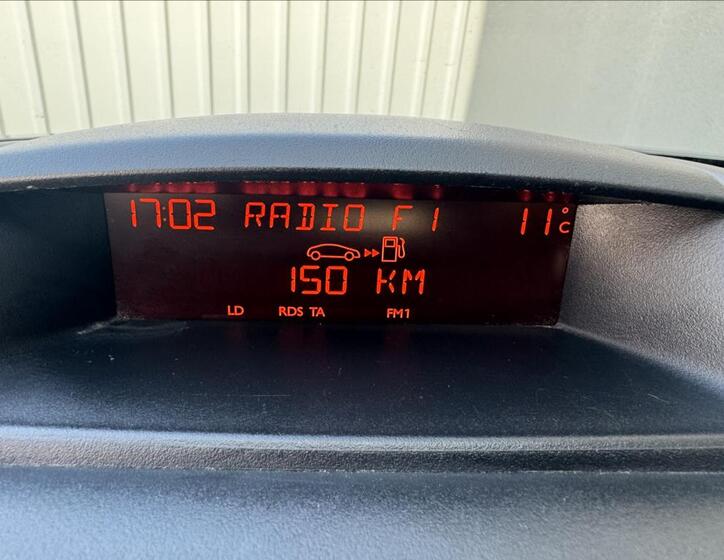 17:02 RADIO F1 11°C
150 KM
LD RDS TA FM1